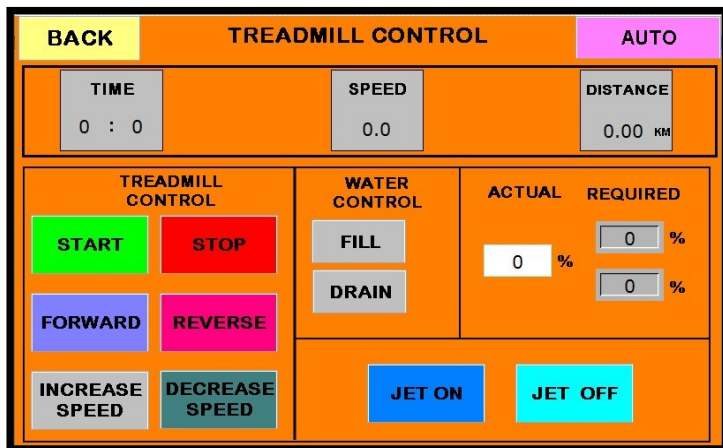 BACK
TREADMILL CONTROL
AUTO
TIME
0 : 0
SPEED
0.0
DISTANCE
0.00 KM
TREADMILL
CONTROL
START
STOP
FORWARD
REVERSE
INCREASE
SPEED
DECREASE
SPEED
WATER
CONTROL
FILL
DRAIN
ACTUAL
0 %
REQUIRED
0 %
0 %
JET ON
JET OFF